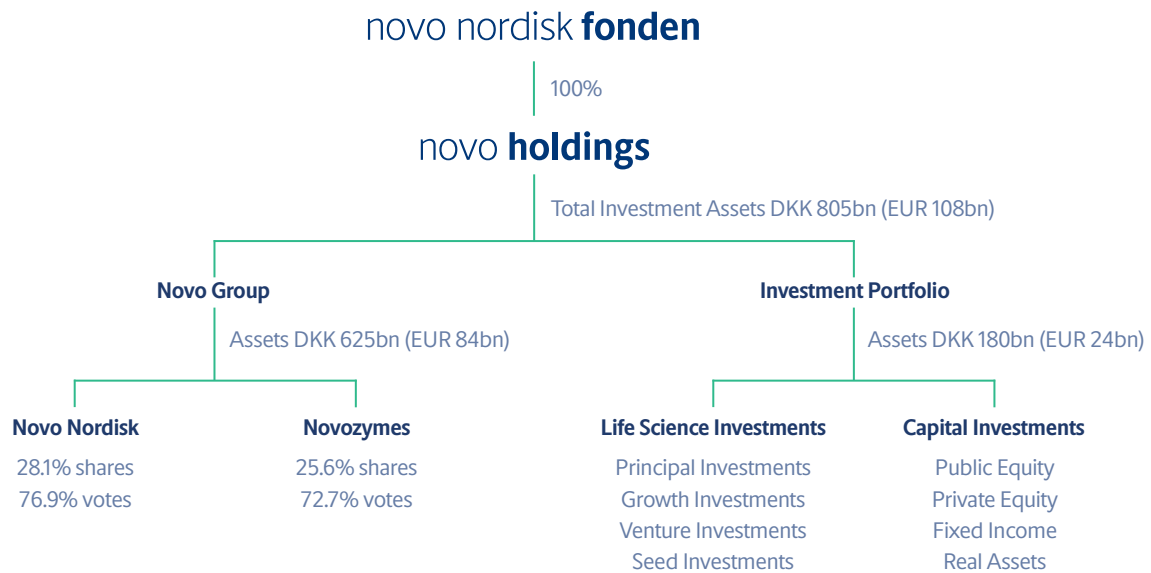 novo nordisk fonden
100%
novo holdings
Total Investment Assets DKK 805bn (EUR 108bn)
Novo Group
Investment Portfolio
Assets DKK 625bn (EUR 84bn)
Assets DKK 180bn (EUR 24bn)
Novo Nordisk
28.1% shares
76.9% votes
Novozymes
25.6% shares
72.7% votes
Life Science Investments
Principal Investments
Growth Investments
Venture Investments
Seed Investments
Capital Investments
Public Equity
Private Equity
Fixed Income
Real Assets